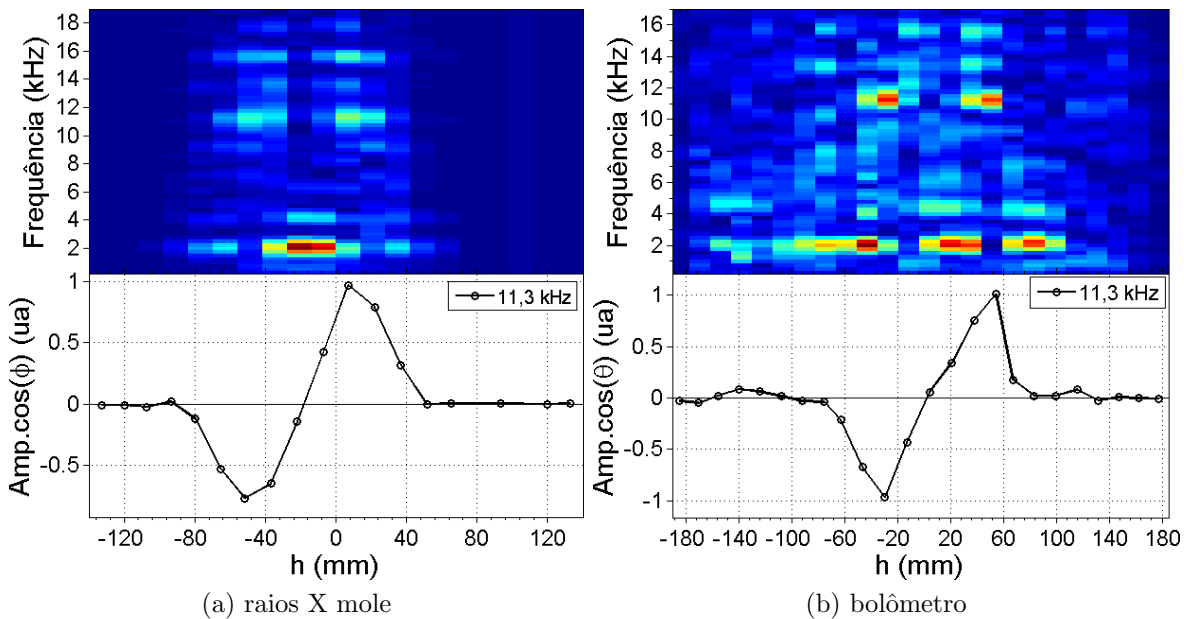 Frequência (kHz)
18
16
14
12
10
8
6
4
2
Amp.cos(ϕ) (ua)
1
0.5
0
-0.5
11,3 kHz
-120 -80 -40 0 40 80 120
h (mm)
(a) raios X mole
Frequência (kHz)
16
14
12
10
8
6
4
2
Amp.cos(θ) (ua)
1
0.5
0
-0.5
-1
11,3 kHz
-180 -140 -100 -60 -20 20 60 100 140 180
h (mm)
(b) bolômetro